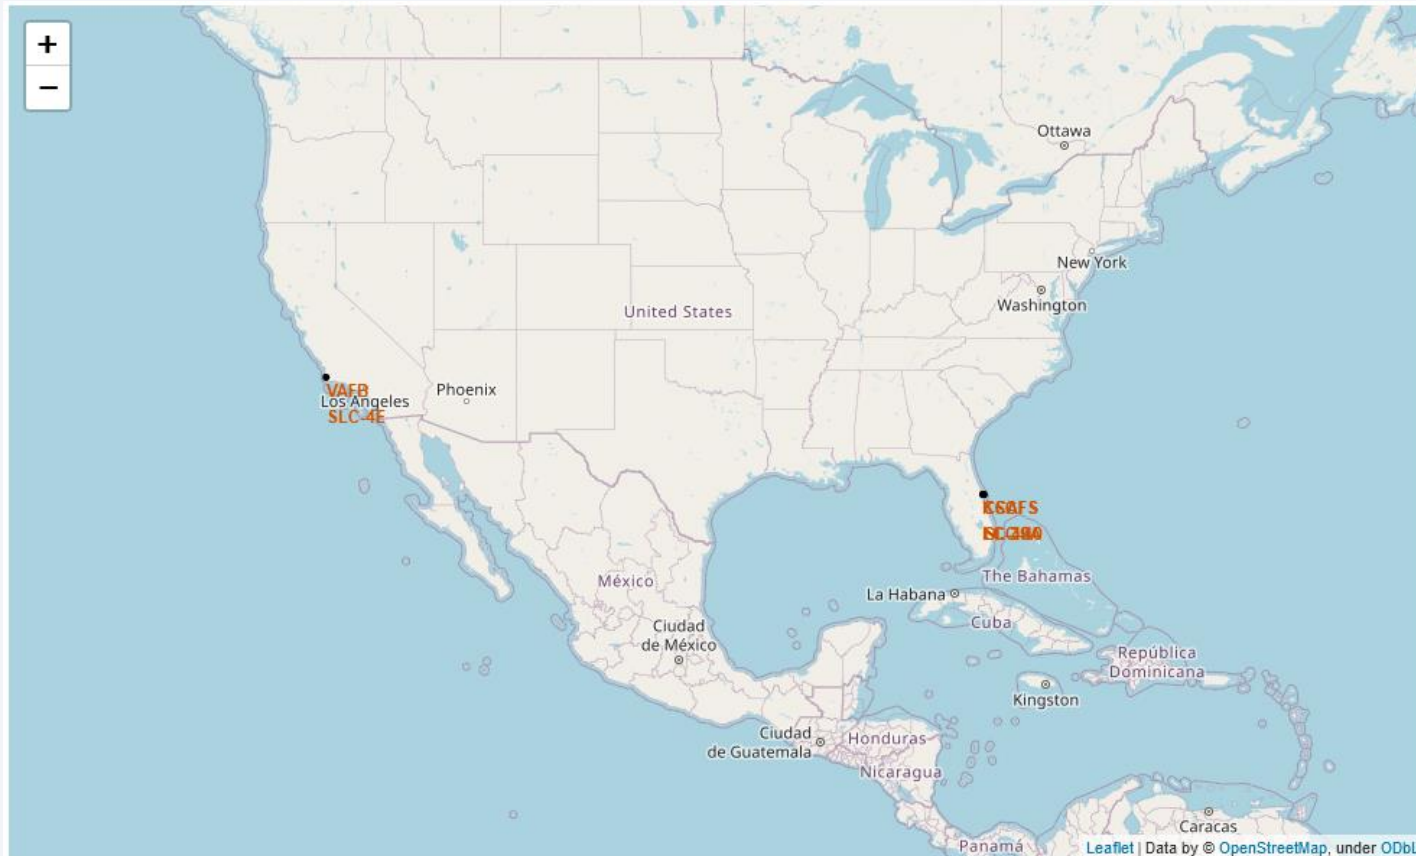 +
−
Ottawa
New York
Washington
United States
VAFB
SLC-4E
Los Angeles
Phoenix
The Bahamas
La Habana
Cuba
México
Ciudad
de México
República
Dominicana
Kingston
Ciudad
de Guatemala
Honduras
Nicaragua
Caracas
Panamá
Leaflet | Data by © OpenStreetMap, under ODbL